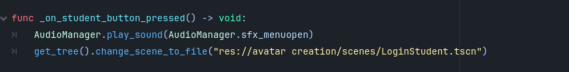 func _on_student_button_pressed() -> void:
AudioManager.play_sound(AudioManager.sfx_menuopen)
get_tree().change_scene_to_file("res://avatar creation/scenes/LoginStudent.tscn")